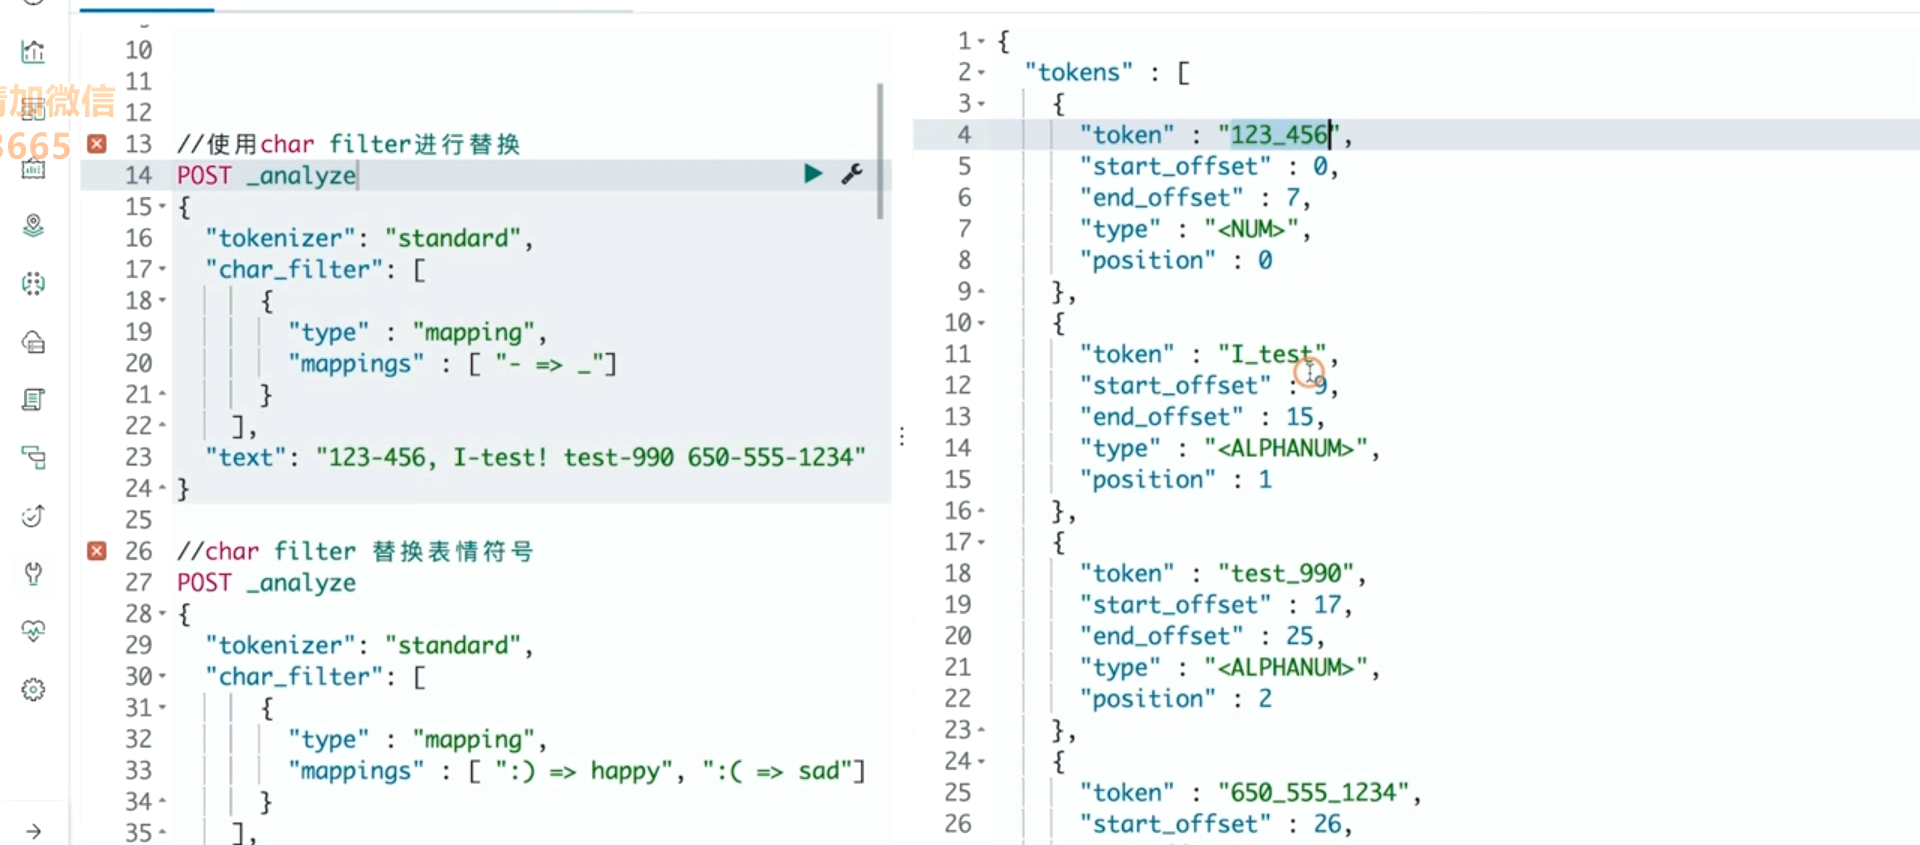 请加微信
3665
10
11
12
13 //使用char filter进行替换
14 POST _analyze
15 {
16 "tokenizer": "standard",
17 "char_filter": [
18 {
19 "type" : "mapping",
20 "mappings" : [ "- => _"]
21 }
22 ],
23 "text": "123-456, I-test! test-990 650-555-1234"
24 }
25
26 //char filter 替换表情符号
27 POST _analyze
28 {
29 "tokenizer": "standard",
30 "char_filter": [
31 {
32 "type" : "mapping",
33 "mappings" : [ ":) => happy", ":( => sad"]
34 }
35 ],
1 {
2 "tokens" : [
3 {
4 "token" : "123_456",
5 "start_offset" : 0,
6 "end_offset" : 7,
7 "type" : "<NUM>",
8 "position" : 0
9 },
10 {
11 "token" : "I_test",
12 "start_offset" : 9,
13 "end_offset" : 15,
14 "type" : "<ALPHANUM>",
15 "position" : 1
16 },
17 {
18 "token" : "test_990",
19 "start_offset" : 17,
20 "end_offset" : 25,
21 "type" : "<ALPHANUM>",
22 "position" : 2
23 },
24 {
25 "token" : "650_555_1234",
26 "start_offset" : 26,